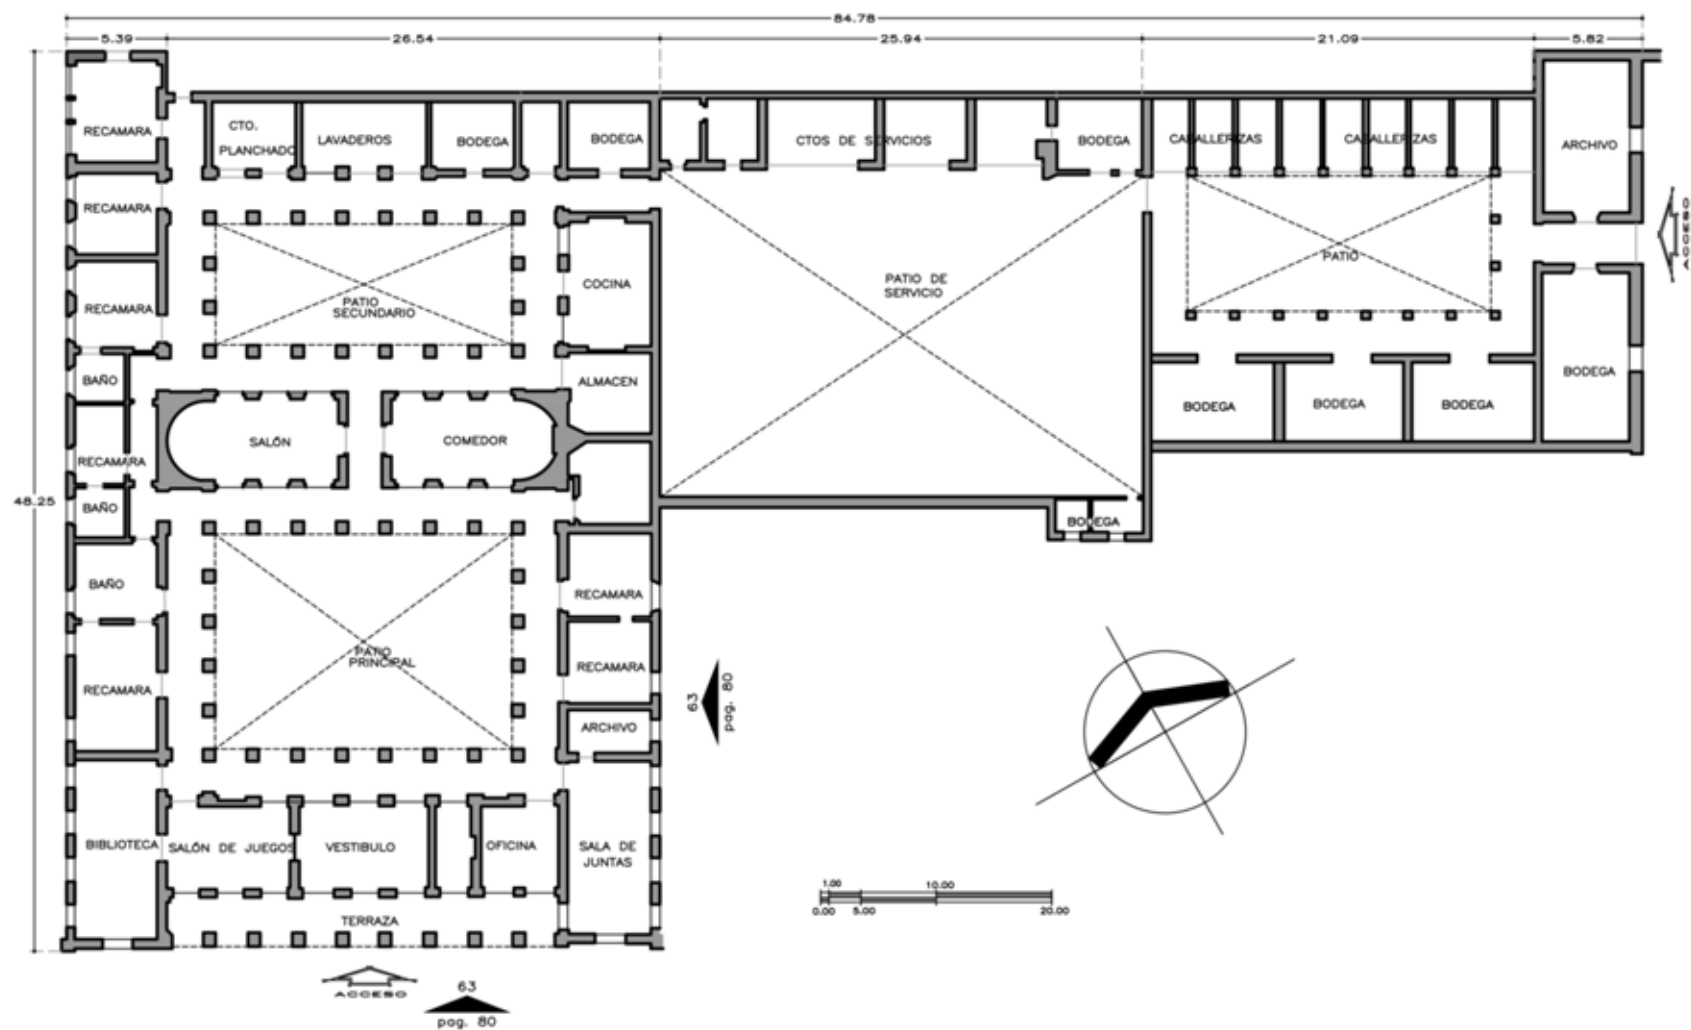 84.78
5.39
26.54
25.94
21.09
5.82
RECAMARA
CTO.
PLANCHADO
LAVADEROS
BODEGA
BODEGA
CTOS DE SERVICIOS
BODEGA
CABALLERIZAS
CABALLERIZAS
ARCHIVO
RECAMARA
ACCESO
RECAMARA
PATIO
SECUNDARIO
COCINA
PATIO DE
SERVICIO
PATIO
BAÑO
ALMACEN
BODEGA
BODEGA
BODEGA
BODEGA
SALÓN
COMEDOR
RECAMARA
48.25
BAÑO
BODEGA
BAÑO
RECAMARA
PATIO
PRINCIPAL
RECAMARA
RECAMARA
63
pag. 80
ARCHIVO
BIBLIOTECA
SALÓN DE JUEGOS
VESTIBULO
OFICINA
SALA DE
JUNTAS
1.00
10.00
0.00
5.00
20.00
TERRAZA
ACCESO
63
pag. 80